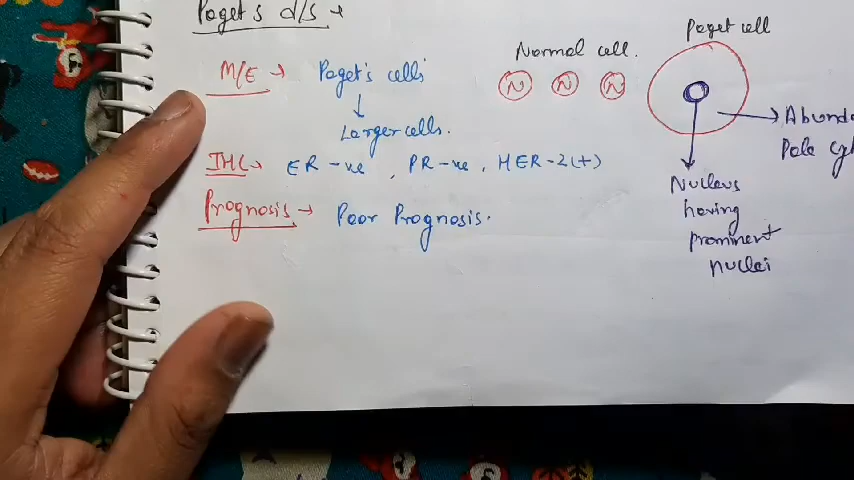 Paget's d/s →
M/E → Paget's cells
↓
Larger cells.
IHC → ER -ve, PR -ve, HER-2(+)
Prognosis → Poor Prognosis.
Normal cell.
N N N
Paget cell
→ Abund
Pale cy
Nucleus
having
prominent
nuclei